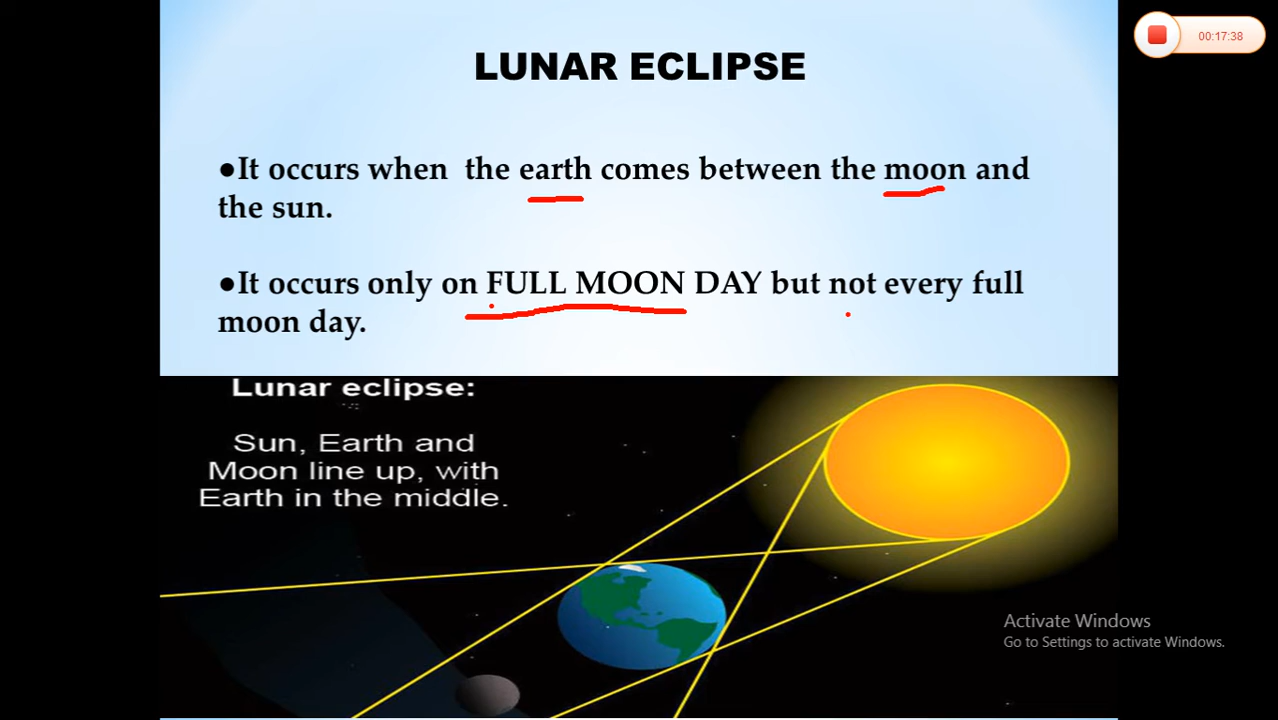 00:17:38
LUNAR ECLIPSE
●It occurs when the earth comes between the moon and
the sun.
●It occurs only on FULL MOON DAY but not every full
moon day.
Lunar eclipse:
Sun, Earth and
Moon line up, with
Earth in the middle.
Activate Windows
Go to Settings to activate Windows.